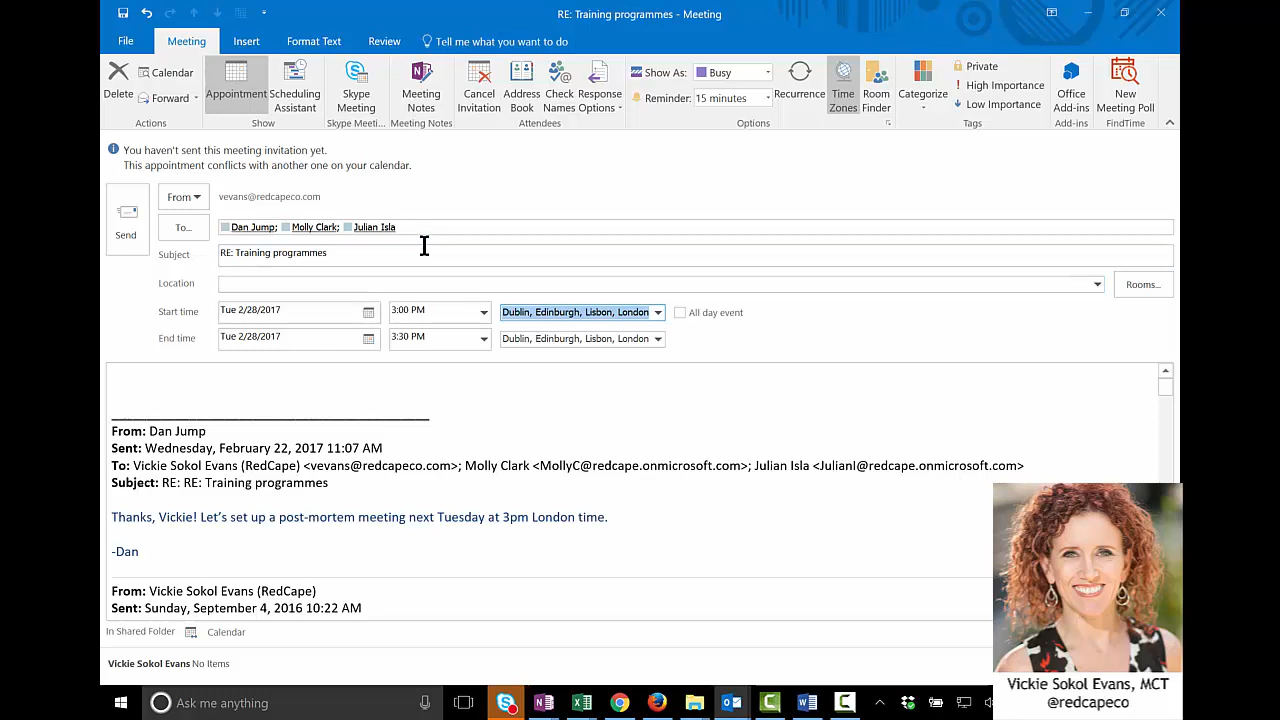 RE: Training programmes - Meeting
File Meeting Insert Format Text Review Tell me what you want to do
Delete
Calendar
Forward
Actions
Appointment
Scheduling
Assistant
Show
Skype
Meeting
Skype Meeti...
Meeting
Notes
Meeting Notes
Cancel
Invitation
Address
Book
Check
Names
Response
Options
Attendees
Show As: Busy
Reminder: 15 minutes
Recurrence
Time
Zones
Room
Finder
Options
Categorize
Private
High Importance
Low Importance
Tags
Office
Add-ins
Add-ins
New
Meeting Poll
FindTime
You haven't sent this meeting invitation yet.
This appointment conflicts with another one on your calendar.
Send
From vevans@redcapeco.com
To... Dan Jump; Molly Clark; Julian Isla
Subject RE: Training programmes
Location Rooms...
Start time Tue 2/28/2017 3:00 PM Dublin, Edinburgh, Lisbon, London All day event
End time Tue 2/28/2017 3:30 PM Dublin, Edinburgh, Lisbon, London
From: Dan Jump
Sent: Wednesday, February 22, 2017 11:07 AM
To: Vickie Sokol Evans (RedCape) <vevans@redcapeco.com>; Molly Clark <MollyC@redcape.onmicrosoft.com>; Julian Isla <JulianI@redcape.onmicrosoft.com>
Subject: RE: RE: Training programmes
Thanks, Vickie! Let's set up a post-mortem meeting next Tuesday at 3pm London time.
-Dan
From: Vickie Sokol Evans (RedCape)
Sent: Sunday, September 4, 2016 10:22 AM
In Shared Folder Calendar
Vickie Sokol Evans No Items
Ask me anything
Vickie Sokol Evans, MCT
@redcapeco